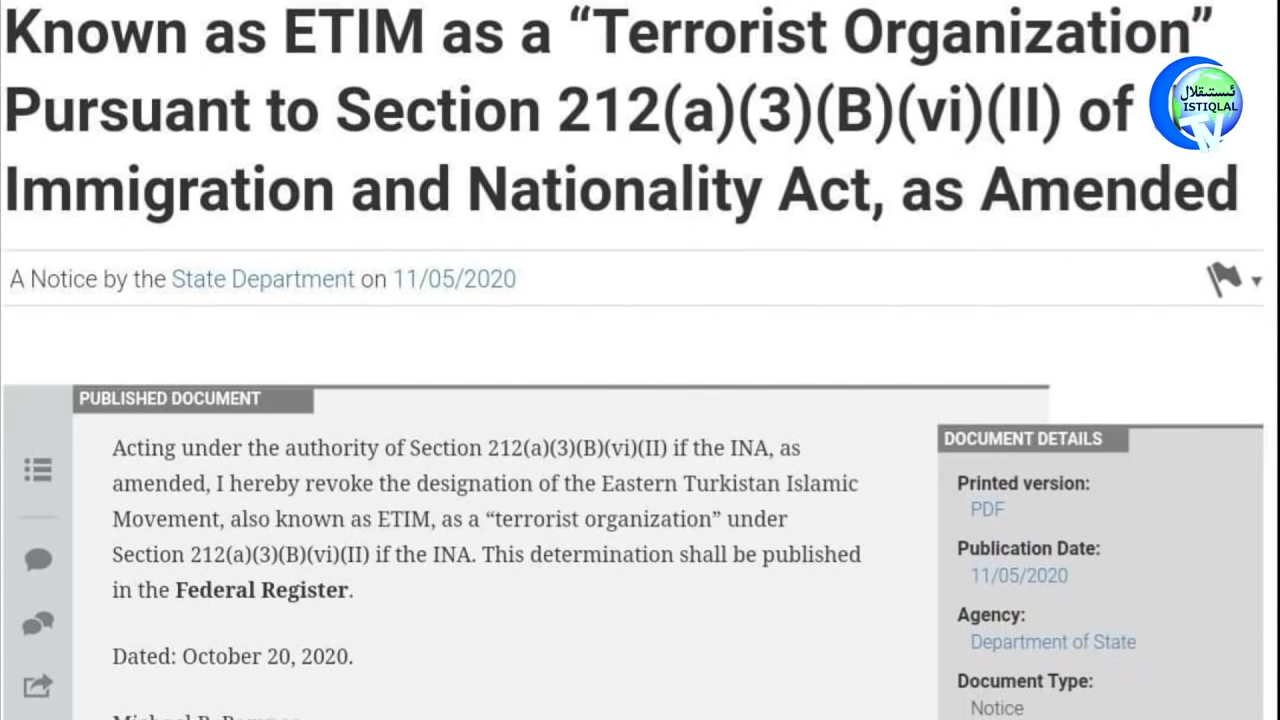 Known as ETIM as a “Terrorist Organization”
Pursuant to Section 212(a)(3)(B)(vi)(II) of
Immigration and Nationality Act, as Amended
ئىستىقلال
ISTIQLAL
TV
A Notice by the State Department on 11/05/2020
PUBLISHED DOCUMENT
Acting under the authority of Section 212(a)(3)(B)(vi)(II) if the INA, as
amended, I hereby revoke the designation of the Eastern Turkistan Islamic
Movement, also known as ETIM, as a “terrorist organization” under
Section 212(a)(3)(B)(vi)(II) if the INA. This determination shall be published
in the Federal Register.
Dated: October 20, 2020.
DOCUMENT DETAILS
Printed version:
PDF
Publication Date:
11/05/2020
Agency:
Department of State
Document Type:
Notice